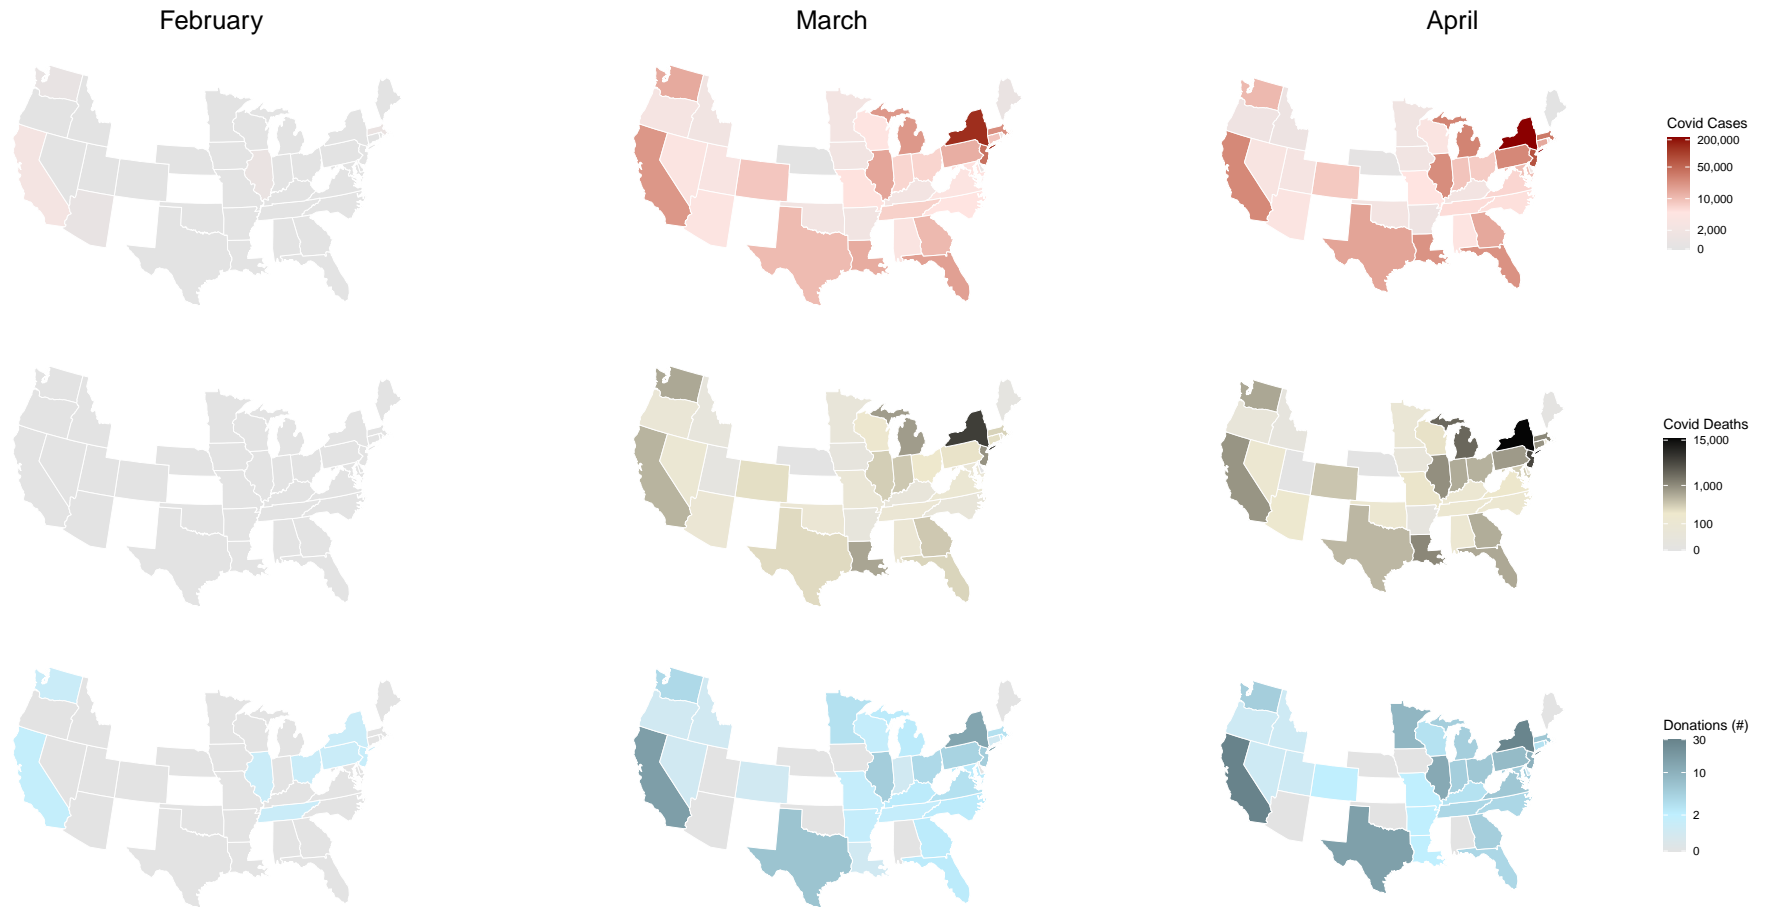 February
March
April
Covid Cases
200,000
50,000
10,000
2,000
0
Covid Deaths
15,000
1,000
100
0
Donations (#)
30
10
2
0